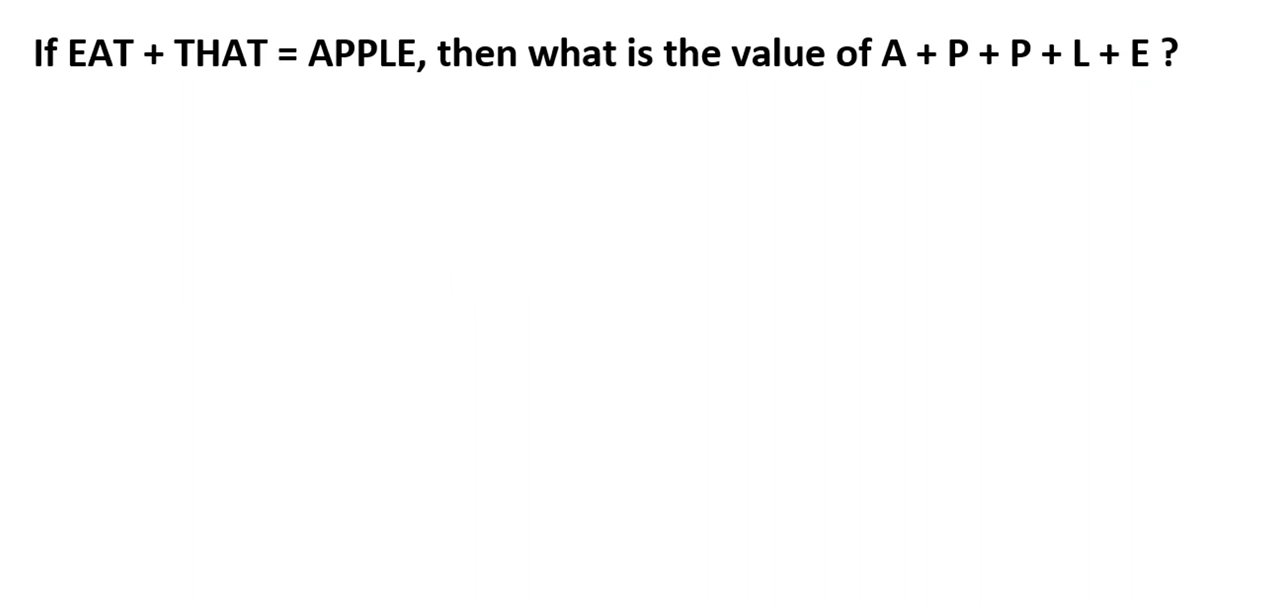 If EAT + THAT = APPLE, then what is the value of A + P + P + L + E ?